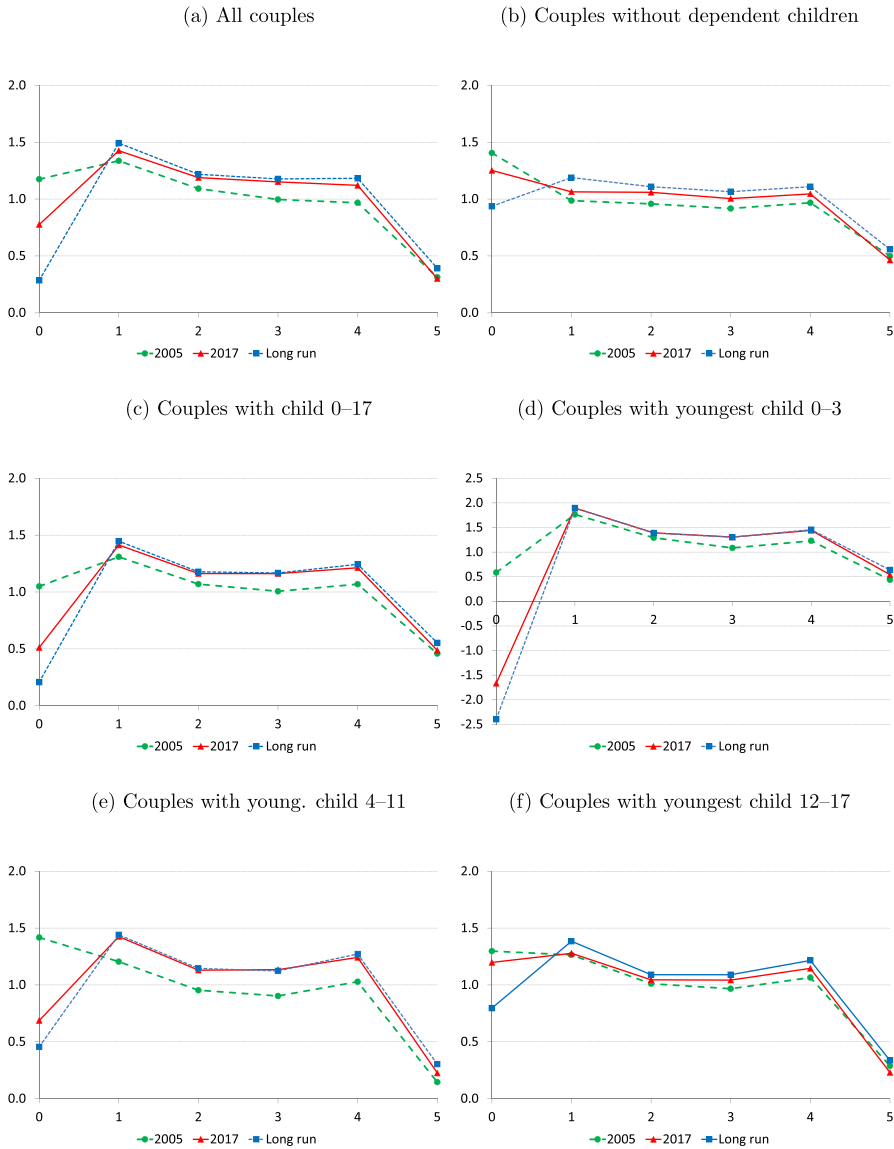 (a) All couples
2.0
1.5
1.0
0.5
0.0
0 1 2 3 4 5
2005 2017 Long run
(b) Couples without dependent children
2.0
1.5
1.0
0.5
0.0
0 1 2 3 4 5
2005 2017 Long run
(c) Couples with child 0–17
2.0
1.5
1.0
0.5
0.0
0 1 2 3 4 5
2005 2017 Long run
(d) Couples with youngest child 0–3
2.5
2.0
1.5
1.0
0.5
0.0
0 1 2 3 4 5
-0.5
-1.0
-1.5
-2.0
-2.5
2005 2017 Long run
(e) Couples with young. child 4–11
2.0
1.5
1.0
0.5
0.0
0 1 2 3 4 5
2005 2017 Long run
(f) Couples with youngest child 12–17
2.0
1.5
1.0
0.5
0.0
0 1 2 3 4 5
2005 2017 Long run